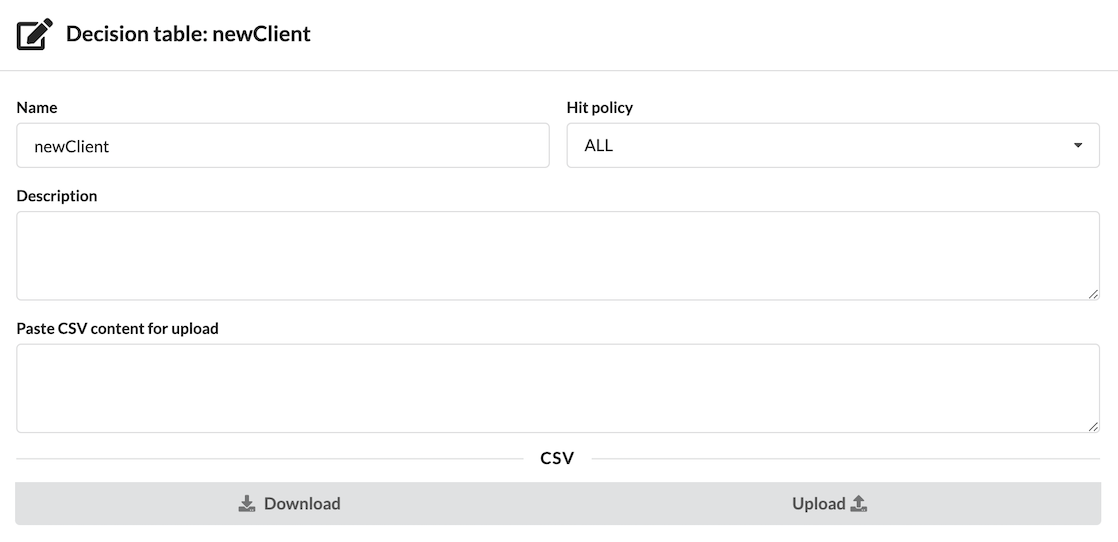 Decision table: newClient
Name
Hit policy
newClient
ALL
Description
Paste CSV content for upload
CSV
Download
Upload